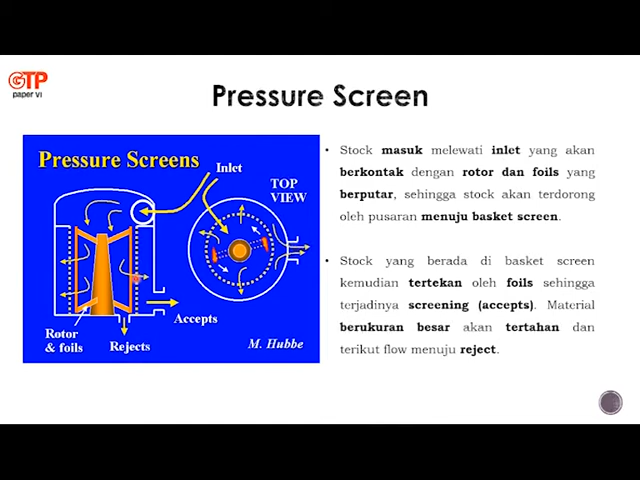 GTP
paper VI
Pressure Screen
Pressure Screens
Inlet
TOP
VIEW
Accepts
Rotor
& foils
Rejects
M. Hubbe
• Stock masuk melewati inlet yang akan
berkontak dengan rotor dan foils yang
berputar, sehingga stock akan terdorong
oleh pusaran menuju basket screen.
• Stock yang berada di basket screen
kemudian tertekan oleh foils sehingga
terjadinya screening (accepts). Material
berukuran besar akan tertahan dan
terikut flow menuju reject.